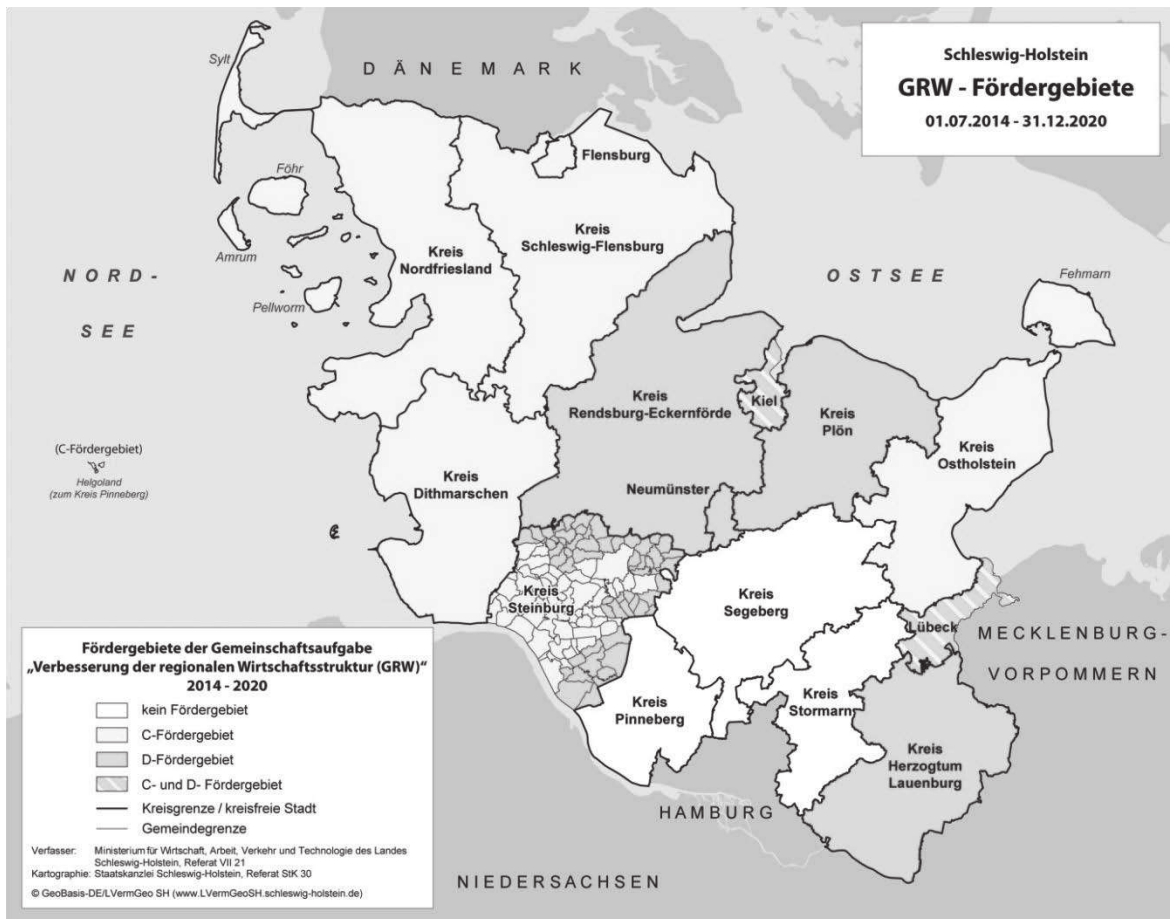 Schleswig-Holstein
GRW - Fördergebiete
01.07.2014 - 31.12.2020
DÄNEMARK
Sylt
Föhr
Amrum
Pellworm
NORD-
SEE
OSTSEE
Fehmarn
Flensburg
Kreis
Schleswig-Flensburg
Kreis
Nordfriesland
Kreis
Rendsburg-Eckernförde
Kiel
Kreis
Plön
Kreis
Ostholstein
(C-Fördergebiet)
Helgoland
(zum Kreis Pinneberg)
Kreis
Dithmarschen
Neumünster
Kreis
Steinburg
Kreis
Segeberg
Lübeck
MECKLENBURG-
VORPOMMERN
Kreis
Pinneberg
Kreis
Stormarn
Kreis
Herzogtum
Lauenburg
HAMBURG
NIEDERSACHSEN
Fördergebiete der Gemeinschaftsaufgabe
„Verbesserung der regionalen Wirtschaftsstruktur (GRW)“
2014 - 2020
kein Fördergebiet
C-Fördergebiet
D-Fördergebiet
C- und D- Fördergebiet
Kreisgrenze / kreisfreie Stadt
Gemeindegrenze
Verfasser: Ministerium für Wirtschaft, Arbeit, Verkehr und Technologie des Landes
Schleswig-Holstein, Referat VII 21
Kartographie: Staatskanzlei Schleswig-Holstein, Referat StK 30
© GeoBasis-DE/LVermGeo SH (www.LVermGeoSH.schleswig-holstein.de)